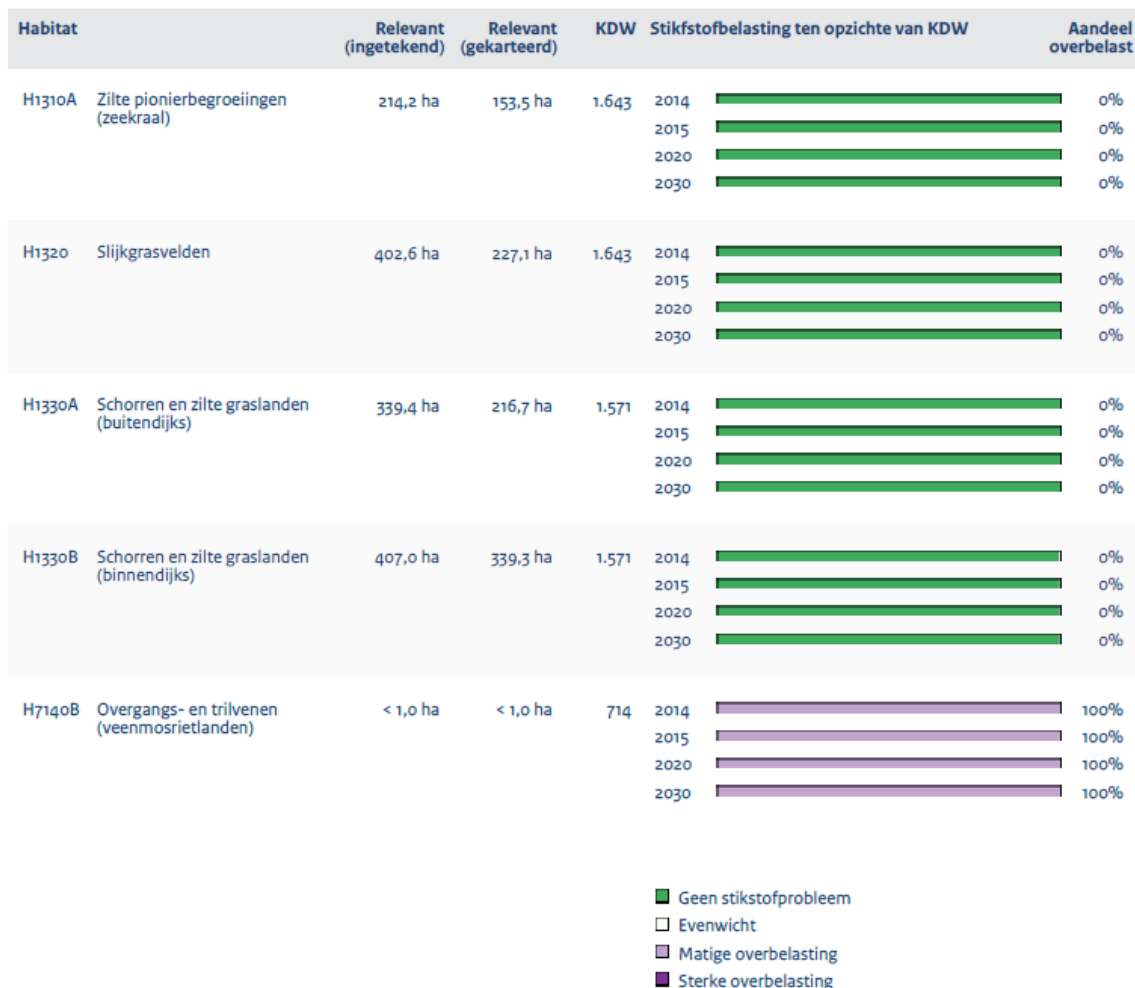 Habitat Relevant Relevant KDW Stikfstofbelasting ten opzichte van KDW Aandeel
(ingetekend) (gekarteerd) overbelast
H1310A Zilte pionierbegroeiingen 214,2 ha 153,5 ha 1.643 2014 0%
(zeekraal)
2015 0%
2020 0%
2030 0%
H1320 Slijkgrasvelden 402,6 ha 227,1 ha 1.643 2014 0%
2015 0%
2020 0%
2030 0%
H1330A Schorren en zilte graslanden 339,4 ha 216,7 ha 1.571 2014 0%
(buitendijks)
2015 0%
2020 0%
2030 0%
H1330B Schorren en zilte graslanden 407,0 ha 339,3 ha 1.571 2014 0%
(binnendijks)
2015 0%
2020 0%
2030 0%
H7140B Overgangs- en trilvenen < 1,0 ha < 1,0 ha 714 2014 100%
(veenmosrietlanden)
2015 100%
2020 100%
2030 100%
Geen stikstofprobleem
Evenwicht
Matige overbelasting
Sterke overbelasting